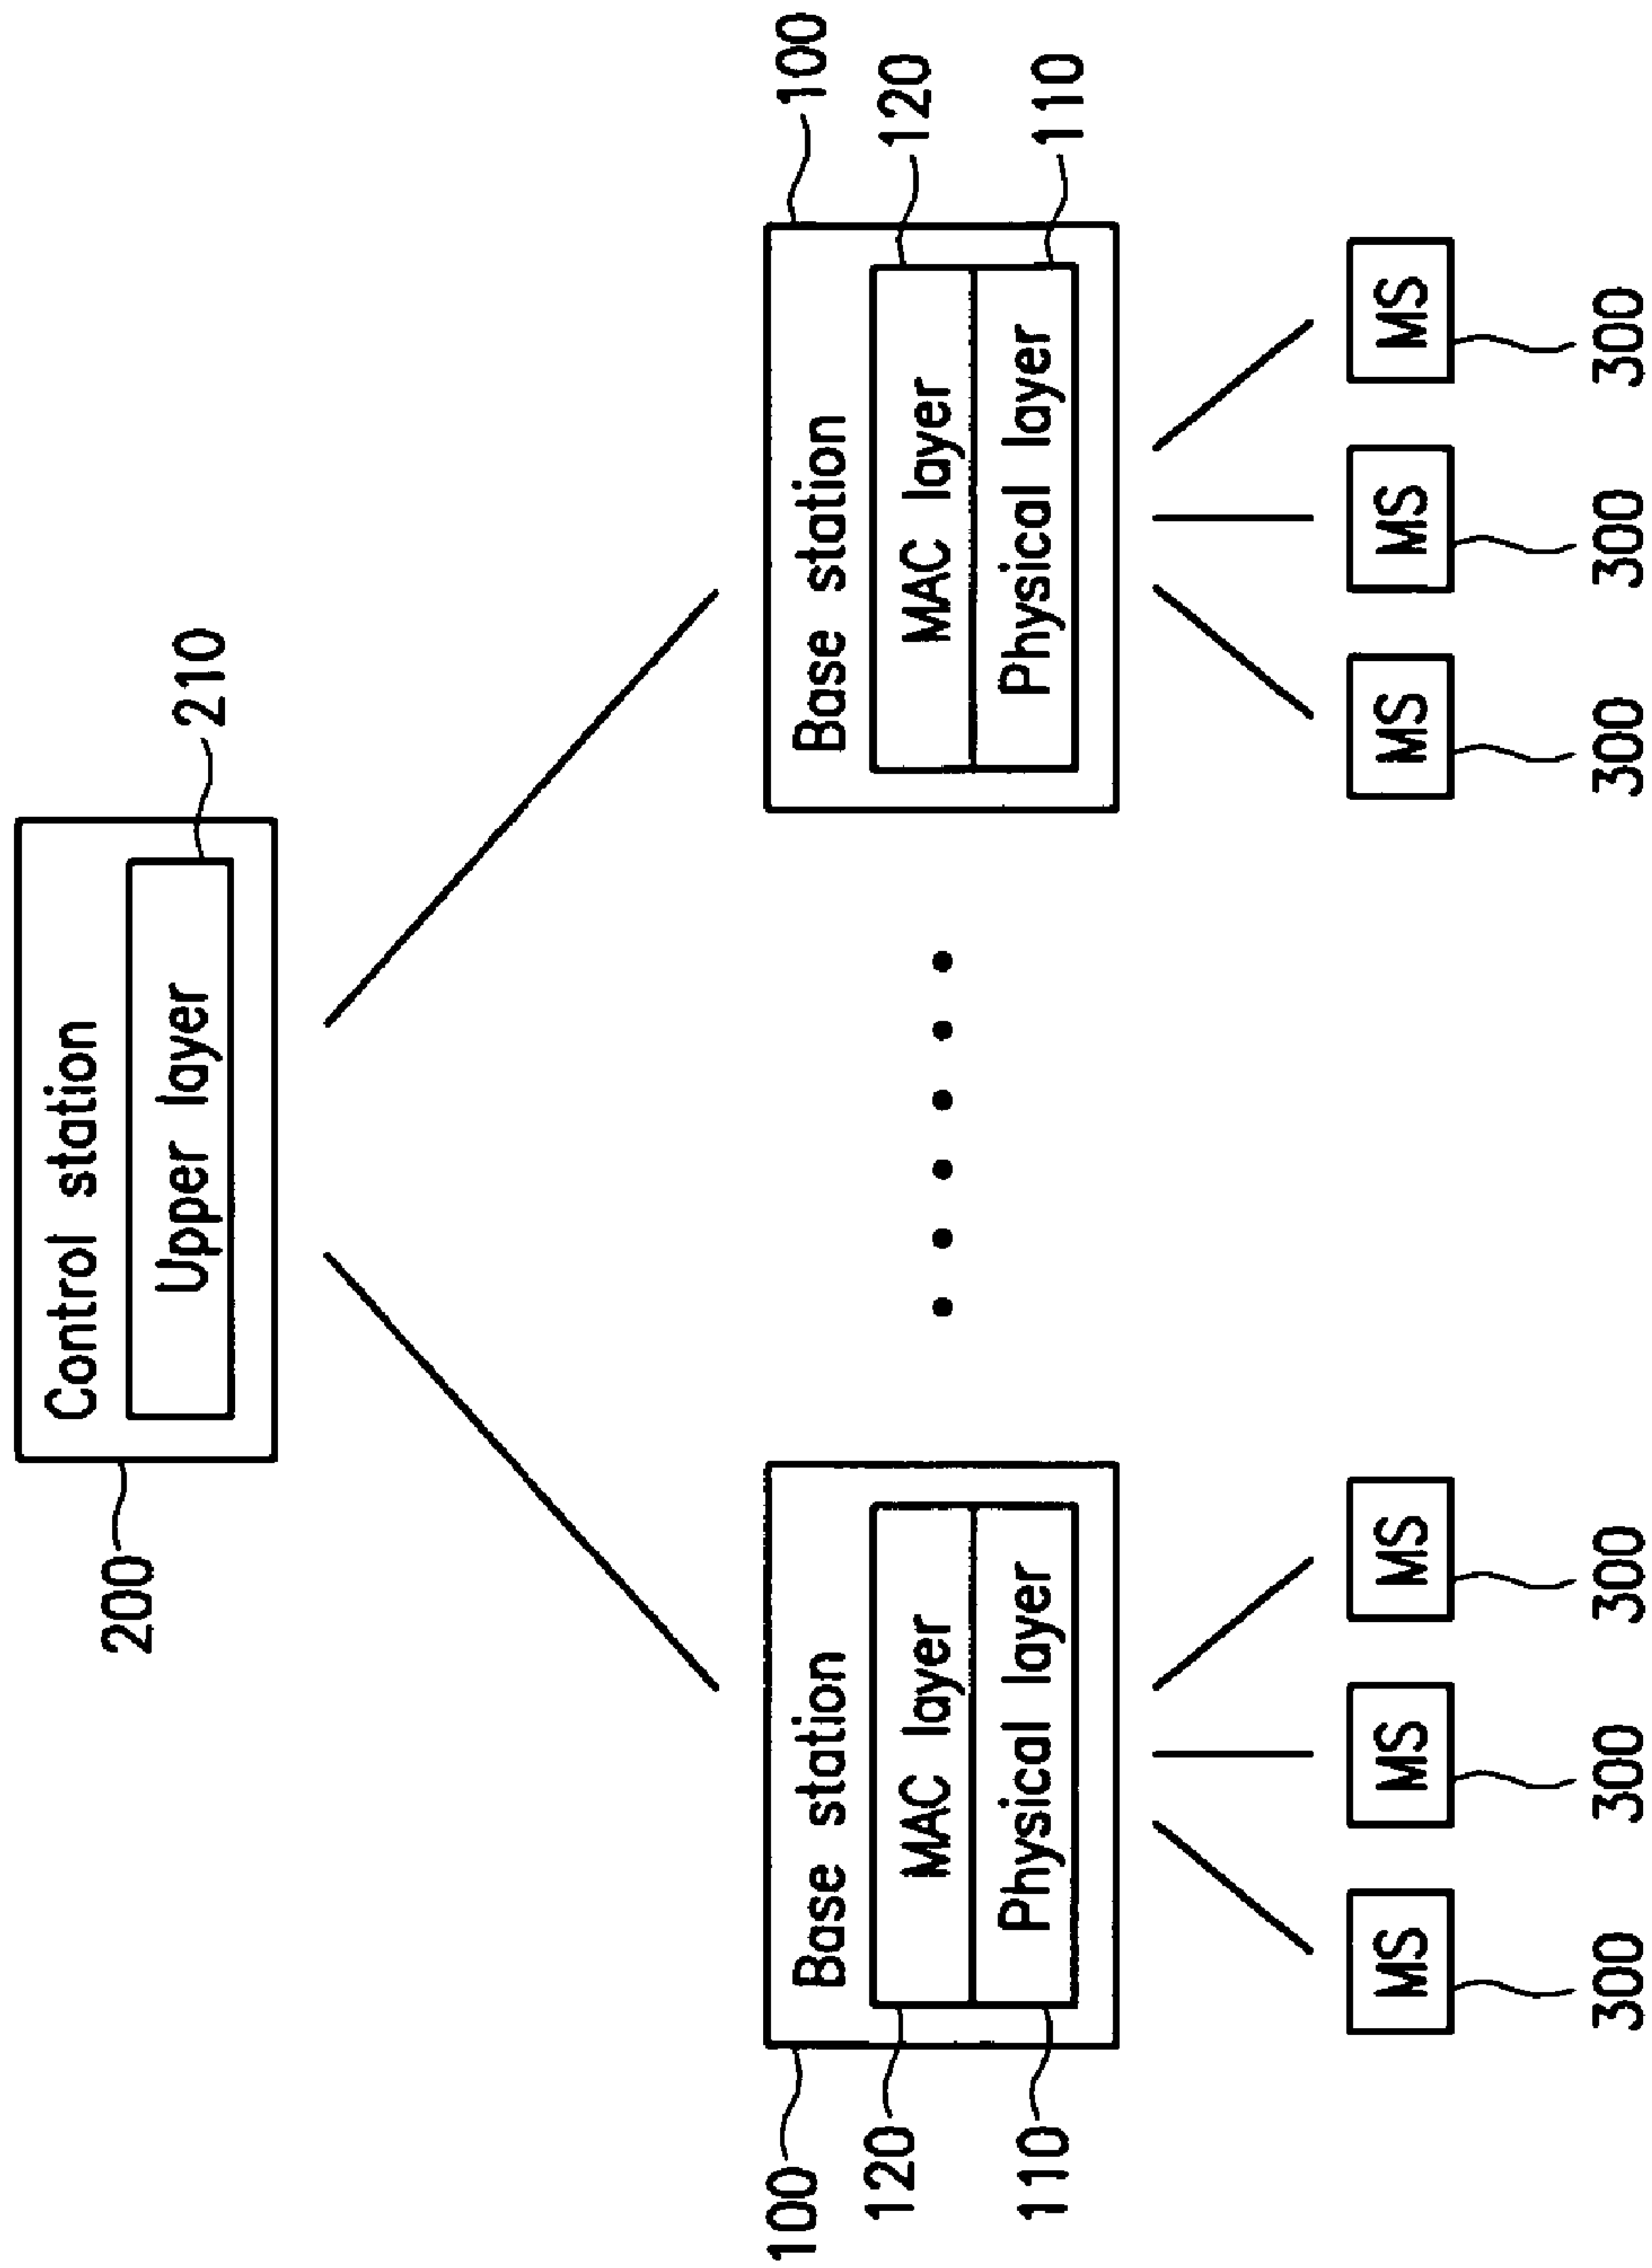 Control station
200
Upper layer
210
Base station
100
MAC layer
120
Physical layer
110
Base station
100
MAC layer
120
Physical layer
110
MS
MS
MS
MS
MS
MS
300
300
300
300
300
300